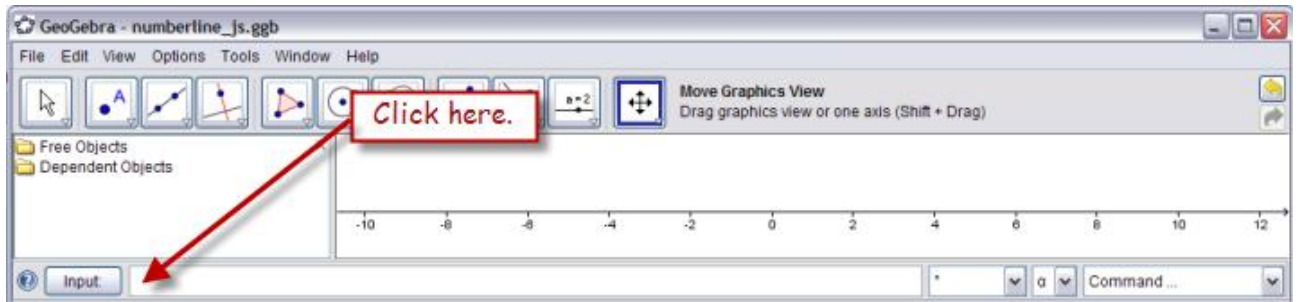 GeoGebra - numberline_js.ggb
File Edit View Options Tools Window Help
A
a=2
Move Graphics View
Drag graphics view or one axis (Shift + Drag)
Click here.
Free Objects
Dependent Objects
-10 -8 -6 -4 -2 0 2 4 6 8 10 12
Input:
α
Command ...